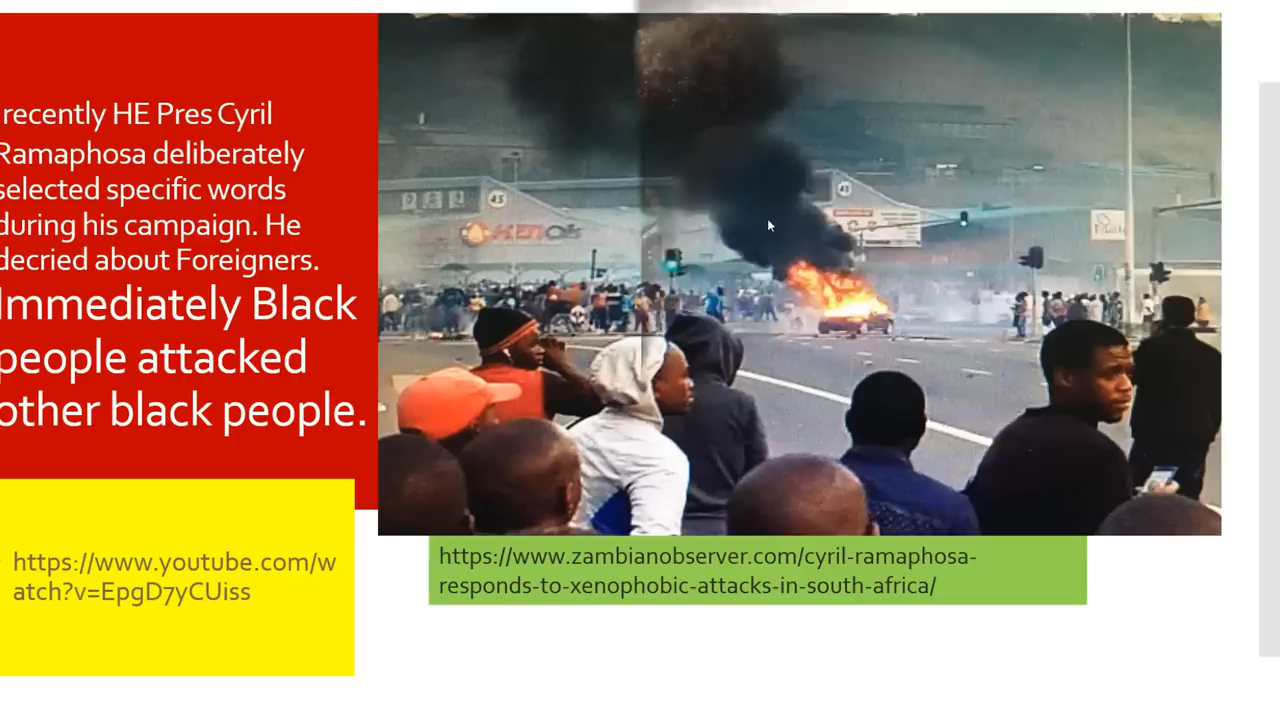 recently HE Pres Cyril
Ramaphosa deliberately
selected specific words
during his campaign. He
decried about Foreigners.
Immediately Black
people attacked
other black people.
https://www.youtube.com/w
atch?v=EpgD7yCUiss
45
45
https://www.zambianobserver.com/cyril-ramaphosa-
responds-to-xenophobic-attacks-in-south-africa/